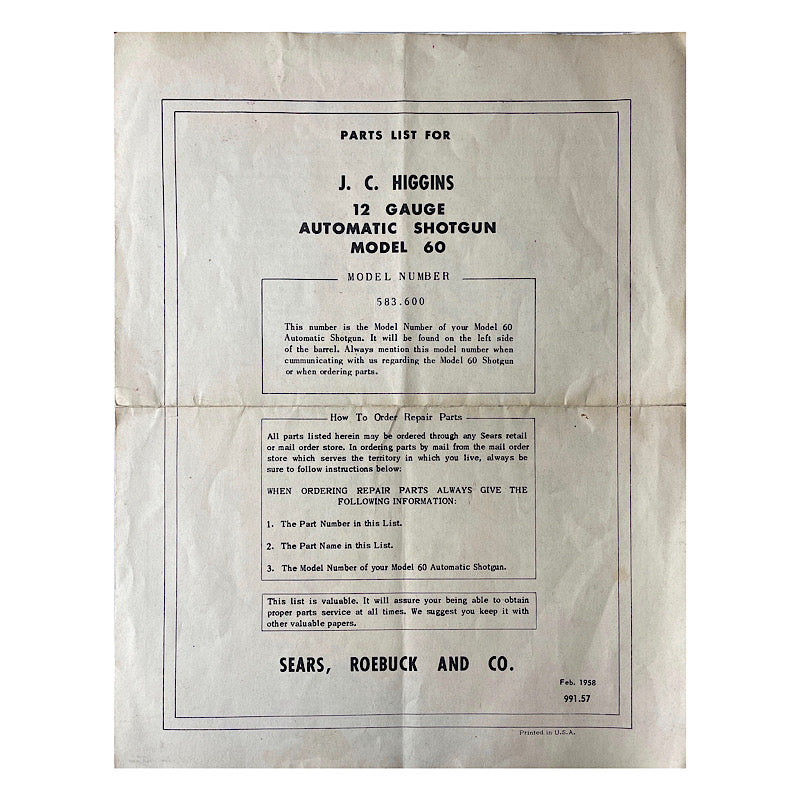 PARTS LIST FOR
J. C. HIGGINS
12 GAUGE
AUTOMATIC SHOTGUN
MODEL 60
MODEL NUMBER
583.600
This number is the Model Number of your Model 60
Automatic Shotgun. It will be found on the left side
of the barrel. Always mention this model number when
cummunicating with us regarding the Model 60 Shotgun
or when ordering parts.
How To Order Repair Parts
All parts listed herein may be ordered through any Sears retail
or mail order store. In ordering parts by mail from the mail order
store which serves the territory in which you live, always be
sure to follow instructions below:
WHEN ORDERING REPAIR PARTS ALWAYS GIVE THE
FOLLOWING INFORMATION:
1. The Part Number in this List.
2. The Part Name in this List.
3. The Model Number of your Model 60 Automatic Shotgun.
This list is valuable. It will assure your being able to obtain
proper parts service at all times. We suggest you keep it with
other valuable papers.
SEARS, ROEBUCK AND CO.
Feb. 1958
991.57
Printed in U.S.A.